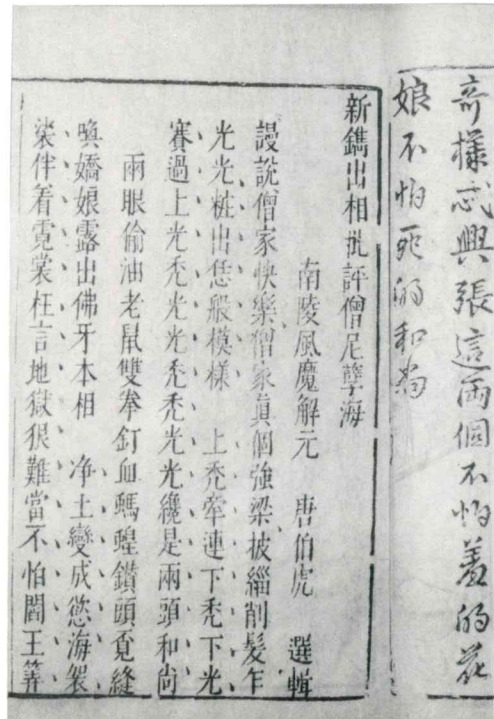 奇樣忒興張這兩個不怕羞的花
娘不怕死的和尚
新鐫出相批評僧尼孽海
南陵風魔解元　唐伯虎　選輯
謾說僧家快樂僧家眞個強梁披緇削髮乍
光光粧出恁般模樣　上禿牽連下禿下光
賽過上光禿光光禿禿光光纔是兩頭和尚
兩眼偷油老鼠雙拳釘血螞蝗鑽頭覔縫
喚嬌娘露出佛牙本相　净土變成慾海袈
裟伴着霓裳枉言地獄狠難當不怕閻王筭